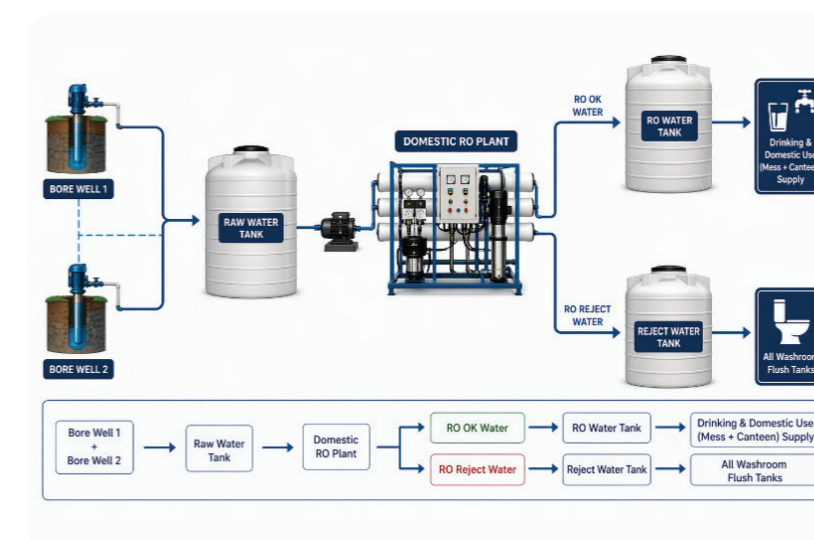 BORE WELL 1
BORE WELL 2
RAW WATER
TANK
DOMESTIC RO PLANT
RO OK
WATER
RO WATER
TANK
Drinking &
Domestic Use
(Mess + Canteen
Supply
RO REJECT
WATER
REJECT WATER
TANK
All Washroom
Flush Tanks
Bore Well 1
+
Bore Well 2
Raw Water
Tank
Domestic
RO Plant
RO OK Water
RO Water Tank
Drinking & Domestic Use
(Mess + Canteen) Supply
RO Reject Water
Reject Water Tank
All Washroom
Flush Tanks